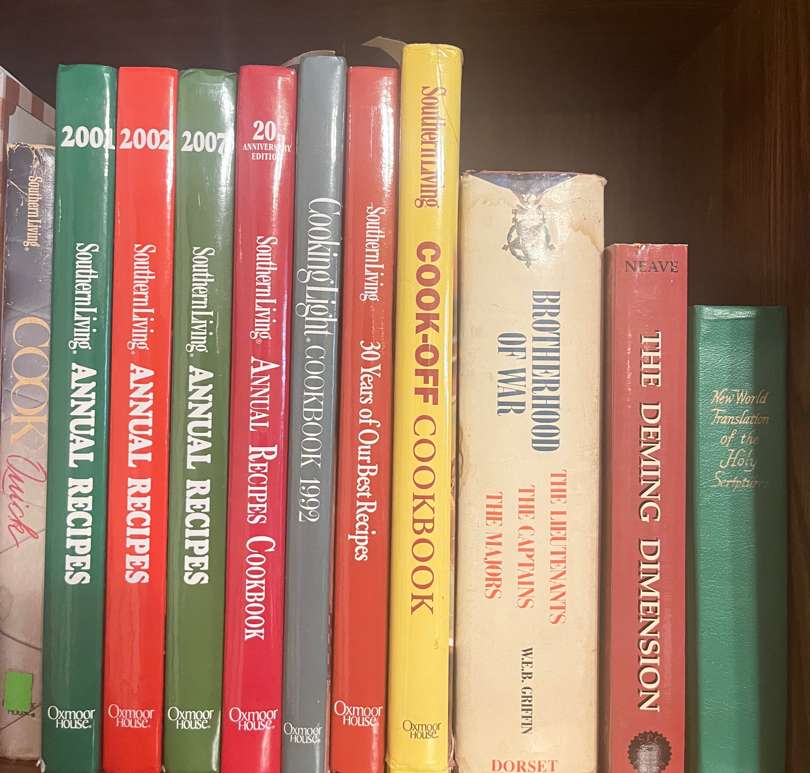 Southern Living®
COOK
Quick
HOUSE
2001
Southern Living®
ANNUAL RECIPES
Oxmoor
House®
2002
Southern Living®
ANNUAL RECIPES
Oxmoor
House®
2007
Southern Living®
ANNUAL RECIPES
Oxmoor
House®
20
ANNIVERSARY
EDITION
Southern Living®
ANNUAL RECIPES COOKBOOK
Oxmoor
House®
Cooking Light® COOKBOOK 1992
Oxmoor
House®
Southern Living®
30 Years of Our Best Recipes
Oxmoor
House®
Southern Living
COOK-OFF COOKBOOK
Oxmoor
House®
BROTHERHOOD
OF WAR
THE LIEUTENANTS
THE CAPTAINS
THE MAJORS
W.E.B. GRIFFIN
DORSET
NEAVE
THE DEMING DIMENSION
New World
Translation
of the
Holy
Scriptures